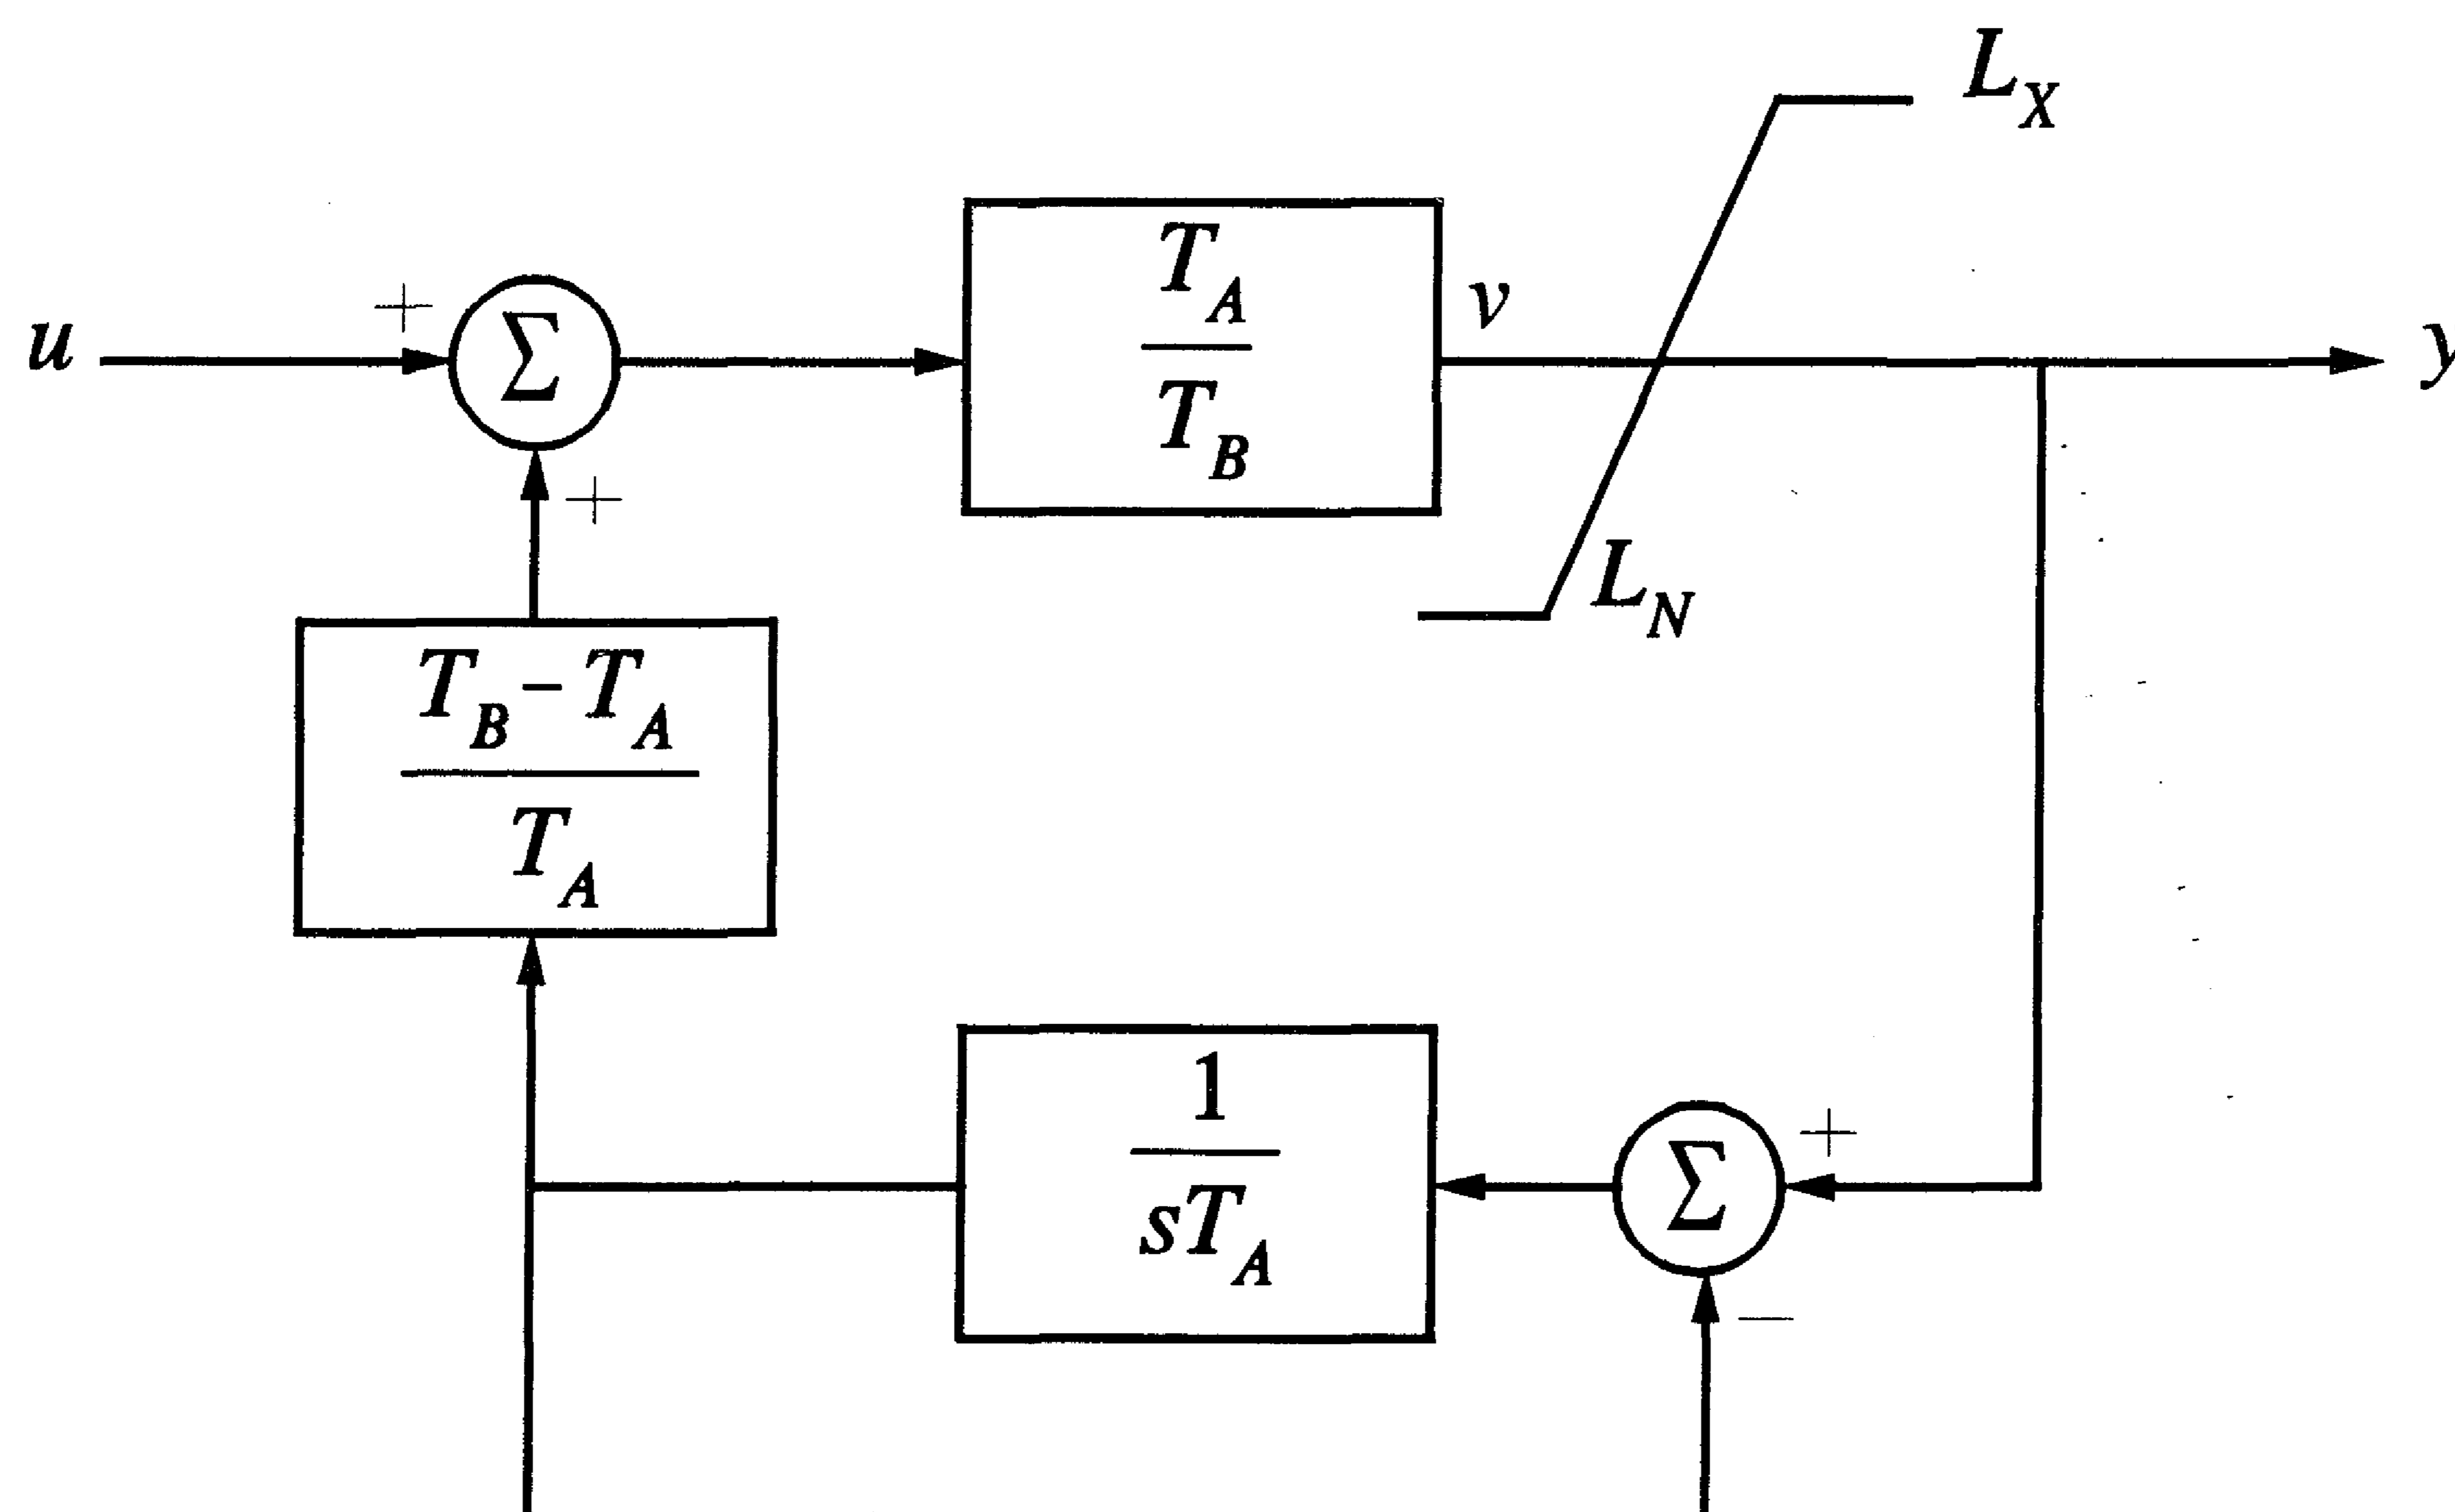 L_X
T_A
T_B
v
u
+
Σ
y
+
L_N
T_B - T_A
T_A
1
sT_A
Σ
+
−